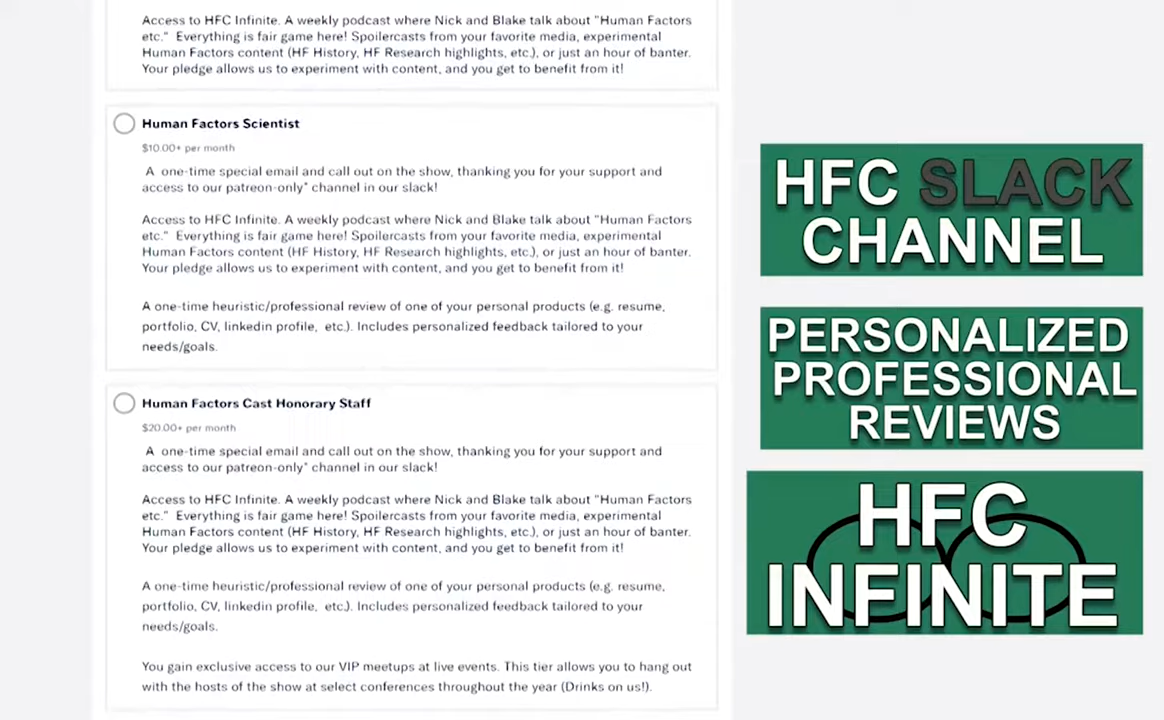 Access to HFC Infinite. A weekly podcast where Nick and Blake talk about "Human Factors
etc."  Everything is fair game here! Spoilercasts from your favorite media, experimental
Human Factors content (HF History, HF Research highlights, etc.), or just an hour of banter.
Your pledge allows us to experiment with content, and you get to benefit from it!
Human Factors Scientist
$10.00+ per month
A  one-time special email and call out on the show, thanking you for your support and
access to our patreon-only" channel in our slack!
Access to HFC Infinite. A weekly podcast where Nick and Blake talk about "Human Factors
etc."  Everything is fair game here! Spoilercasts from your favorite media, experimental
Human Factors content (HF History, HF Research highlights, etc.), or just an hour of banter.
Your pledge allows us to experiment with content, and you get to benefit from it!
A one-time heuristic/professional review of one of your personal products (e.g. resume,
portfolio, CV, linkedin profile,  etc.). Includes personalized feedback tailored to your
needs/goals.
Human Factors Cast Honorary Staff
$20.00+ per month
A  one-time special email and call out on the show, thanking you for your support and
access to our patreon-only" channel in our slack!
Access to HFC Infinite. A weekly podcast where Nick and Blake talk about "Human Factors
etc."  Everything is fair game here! Spoilercasts from your favorite media, experimental
Human Factors content (HF History, HF Research highlights, etc.), or just an hour of banter.
Your pledge allows us to experiment with content, and you get to benefit from it!
A one-time heuristic/professional review of one of your personal products (e.g. resume,
portfolio, CV, linkedin profile,  etc.). Includes personalized feedback tailored to your
needs/goals.
You gain exclusive access to our VIP meetups at live events. This tier allows you to hang out
with the hosts of the show at select conferences throughout the year (Drinks on us!).
HFC SLACK
CHANNEL
PERSONALIZED
PROFESSIONAL
REVIEWS
HFC
INFINITE